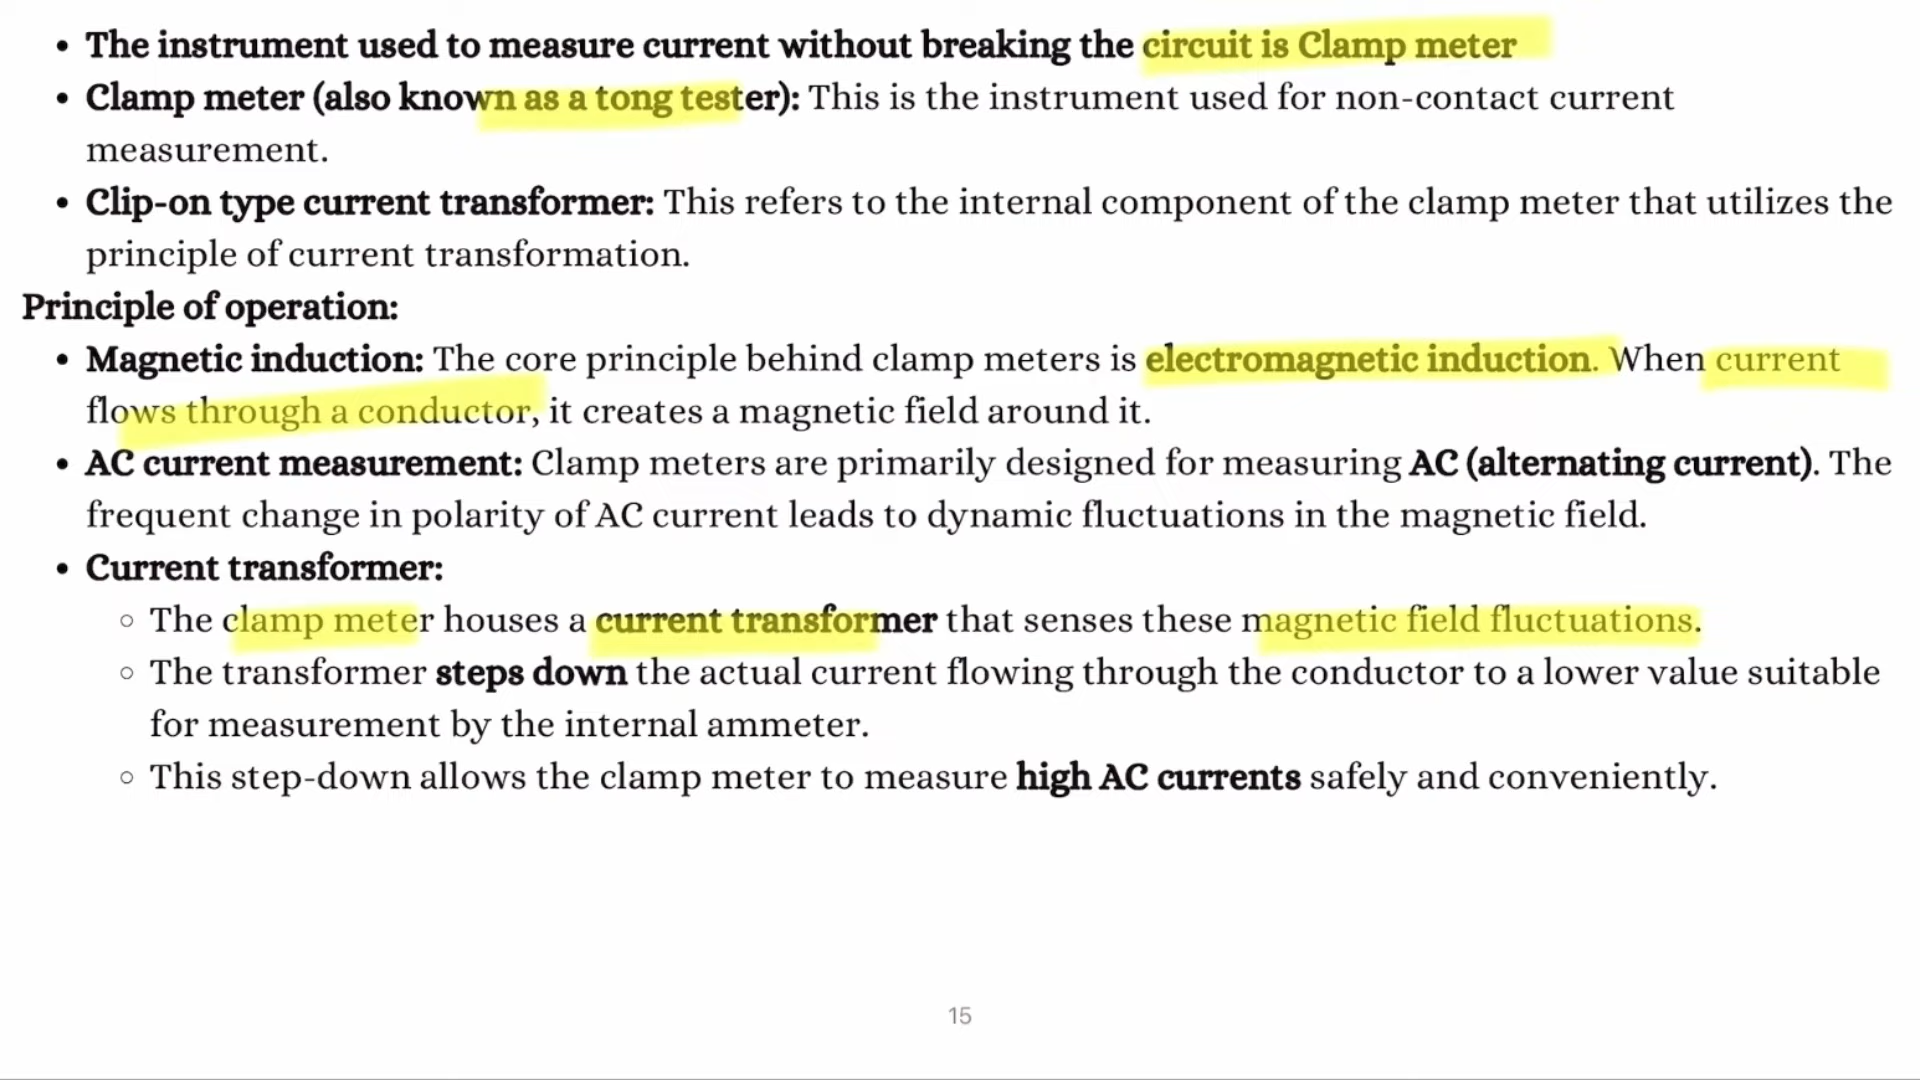 • The instrument used to measure current without breaking the circuit is Clamp meter
• Clamp meter (also known as a tong tester): This is the instrument used for non-contact current
measurement.
• Clip-on type current transformer: This refers to the internal component of the clamp meter that utilizes the
principle of current transformation.
Principle of operation:
• Magnetic induction: The core principle behind clamp meters is electromagnetic induction. When current
flows through a conductor, it creates a magnetic field around it.
• AC current measurement: Clamp meters are primarily designed for measuring AC (alternating current). The
frequent change in polarity of AC current leads to dynamic fluctuations in the magnetic field.
• Current transformer:
○ The clamp meter houses a current transformer that senses these magnetic field fluctuations.
○ The transformer steps down the actual current flowing through the conductor to a lower value suitable
for measurement by the internal ammeter.
○ This step-down allows the clamp meter to measure high AC currents safely and conveniently.
15